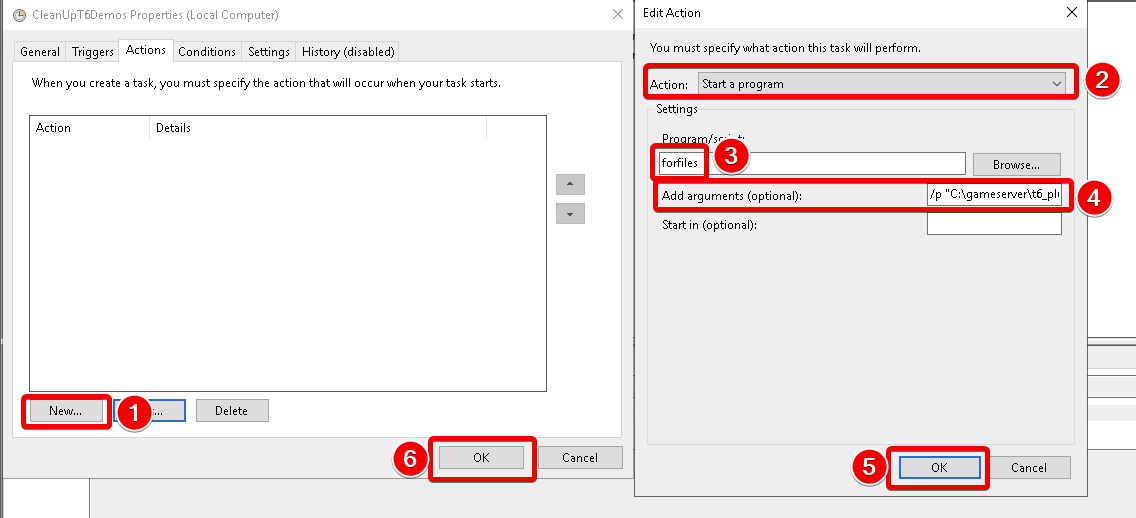 CleanUpT6Demos Properties (Local Computer)
General
Triggers
Actions
Conditions
Settings
History (disabled)
When you create a task, you must specify the action that will occur when your task starts.
Action
Details
New...
1
Delete
6
OK
Cancel
Edit Action
You must specify what action this task will perform.
Action:
Start a program
2
Settings
Program/script:
forfiles
3
Browse...
Add arguments (optional):
/p "C:\gameserver\t6_pl
4
Start in (optional):
5
OK
Cancel